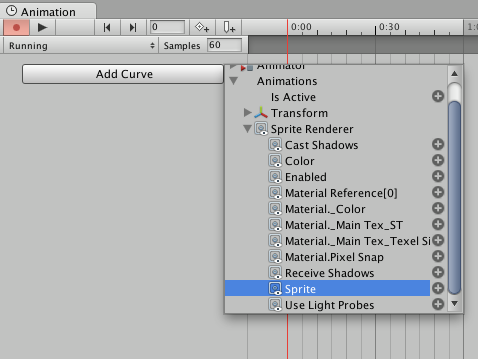 Animation
0
0:00
0:30
1:0
Running
Samples
60
Add Curve
Animator
Animations
Is Active
Transform
Sprite Renderer
Cast Shadows
Color
Enabled
Material Reference[0]
Material._Color
Material._Main Tex_ST
Material._Main Tex_Texel Si
Material.Pixel Snap
Receive Shadows
Sprite
Use Light Probes